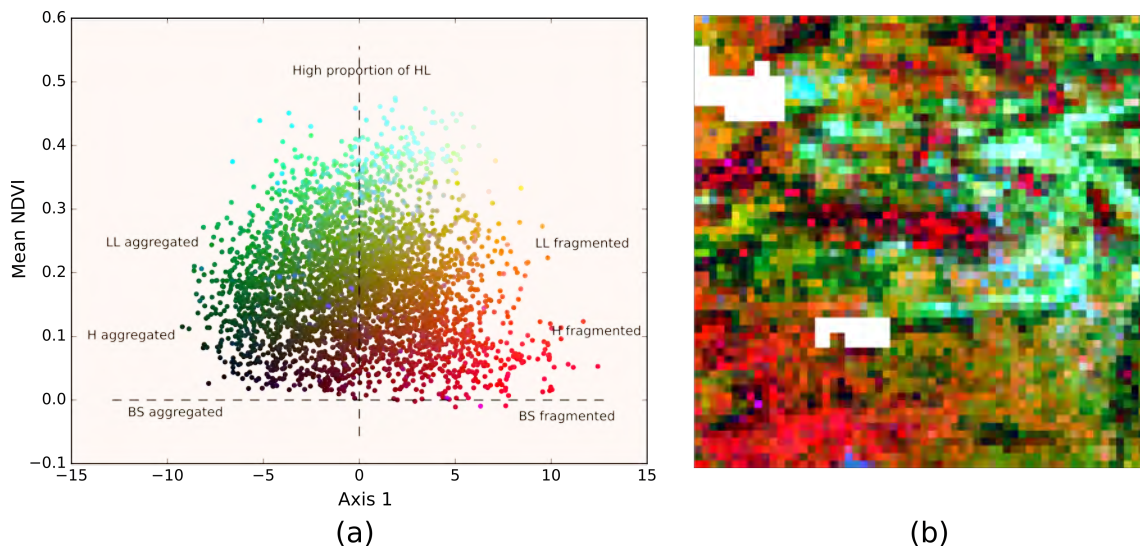 0.6
High proportion of HL
0.5
0.4
0.3
Mean NDVI
LL aggregated
LL fragmented
0.2
H aggregated
H fragmented
0.1
0.0
BS aggregated
BS fragmented
−0.1
−15
−10
−5
0
5
10
15
Axis 1
(a)
(b)